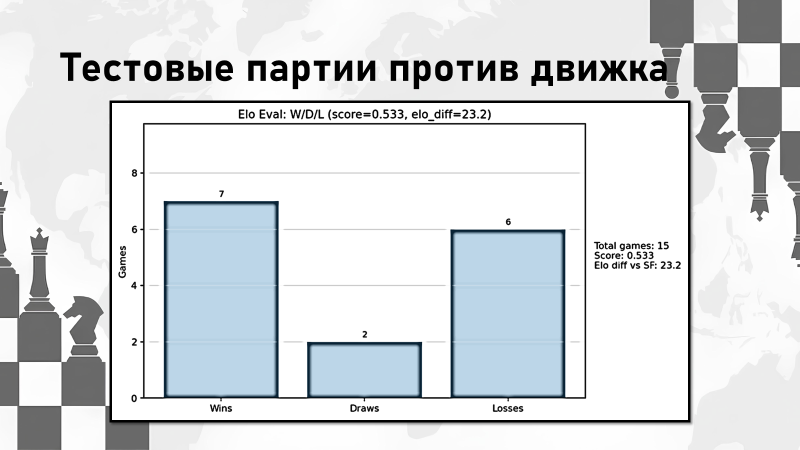 Тестовые партии против движка
Elo Eval: W/D/L (score=0.533, elo_diff=23.2)
Games
8
6
4
2
0
7
2
6
Wins
Draws
Losses
Total games: 15
Score: 0.533
Elo diff vs SF: 23.2